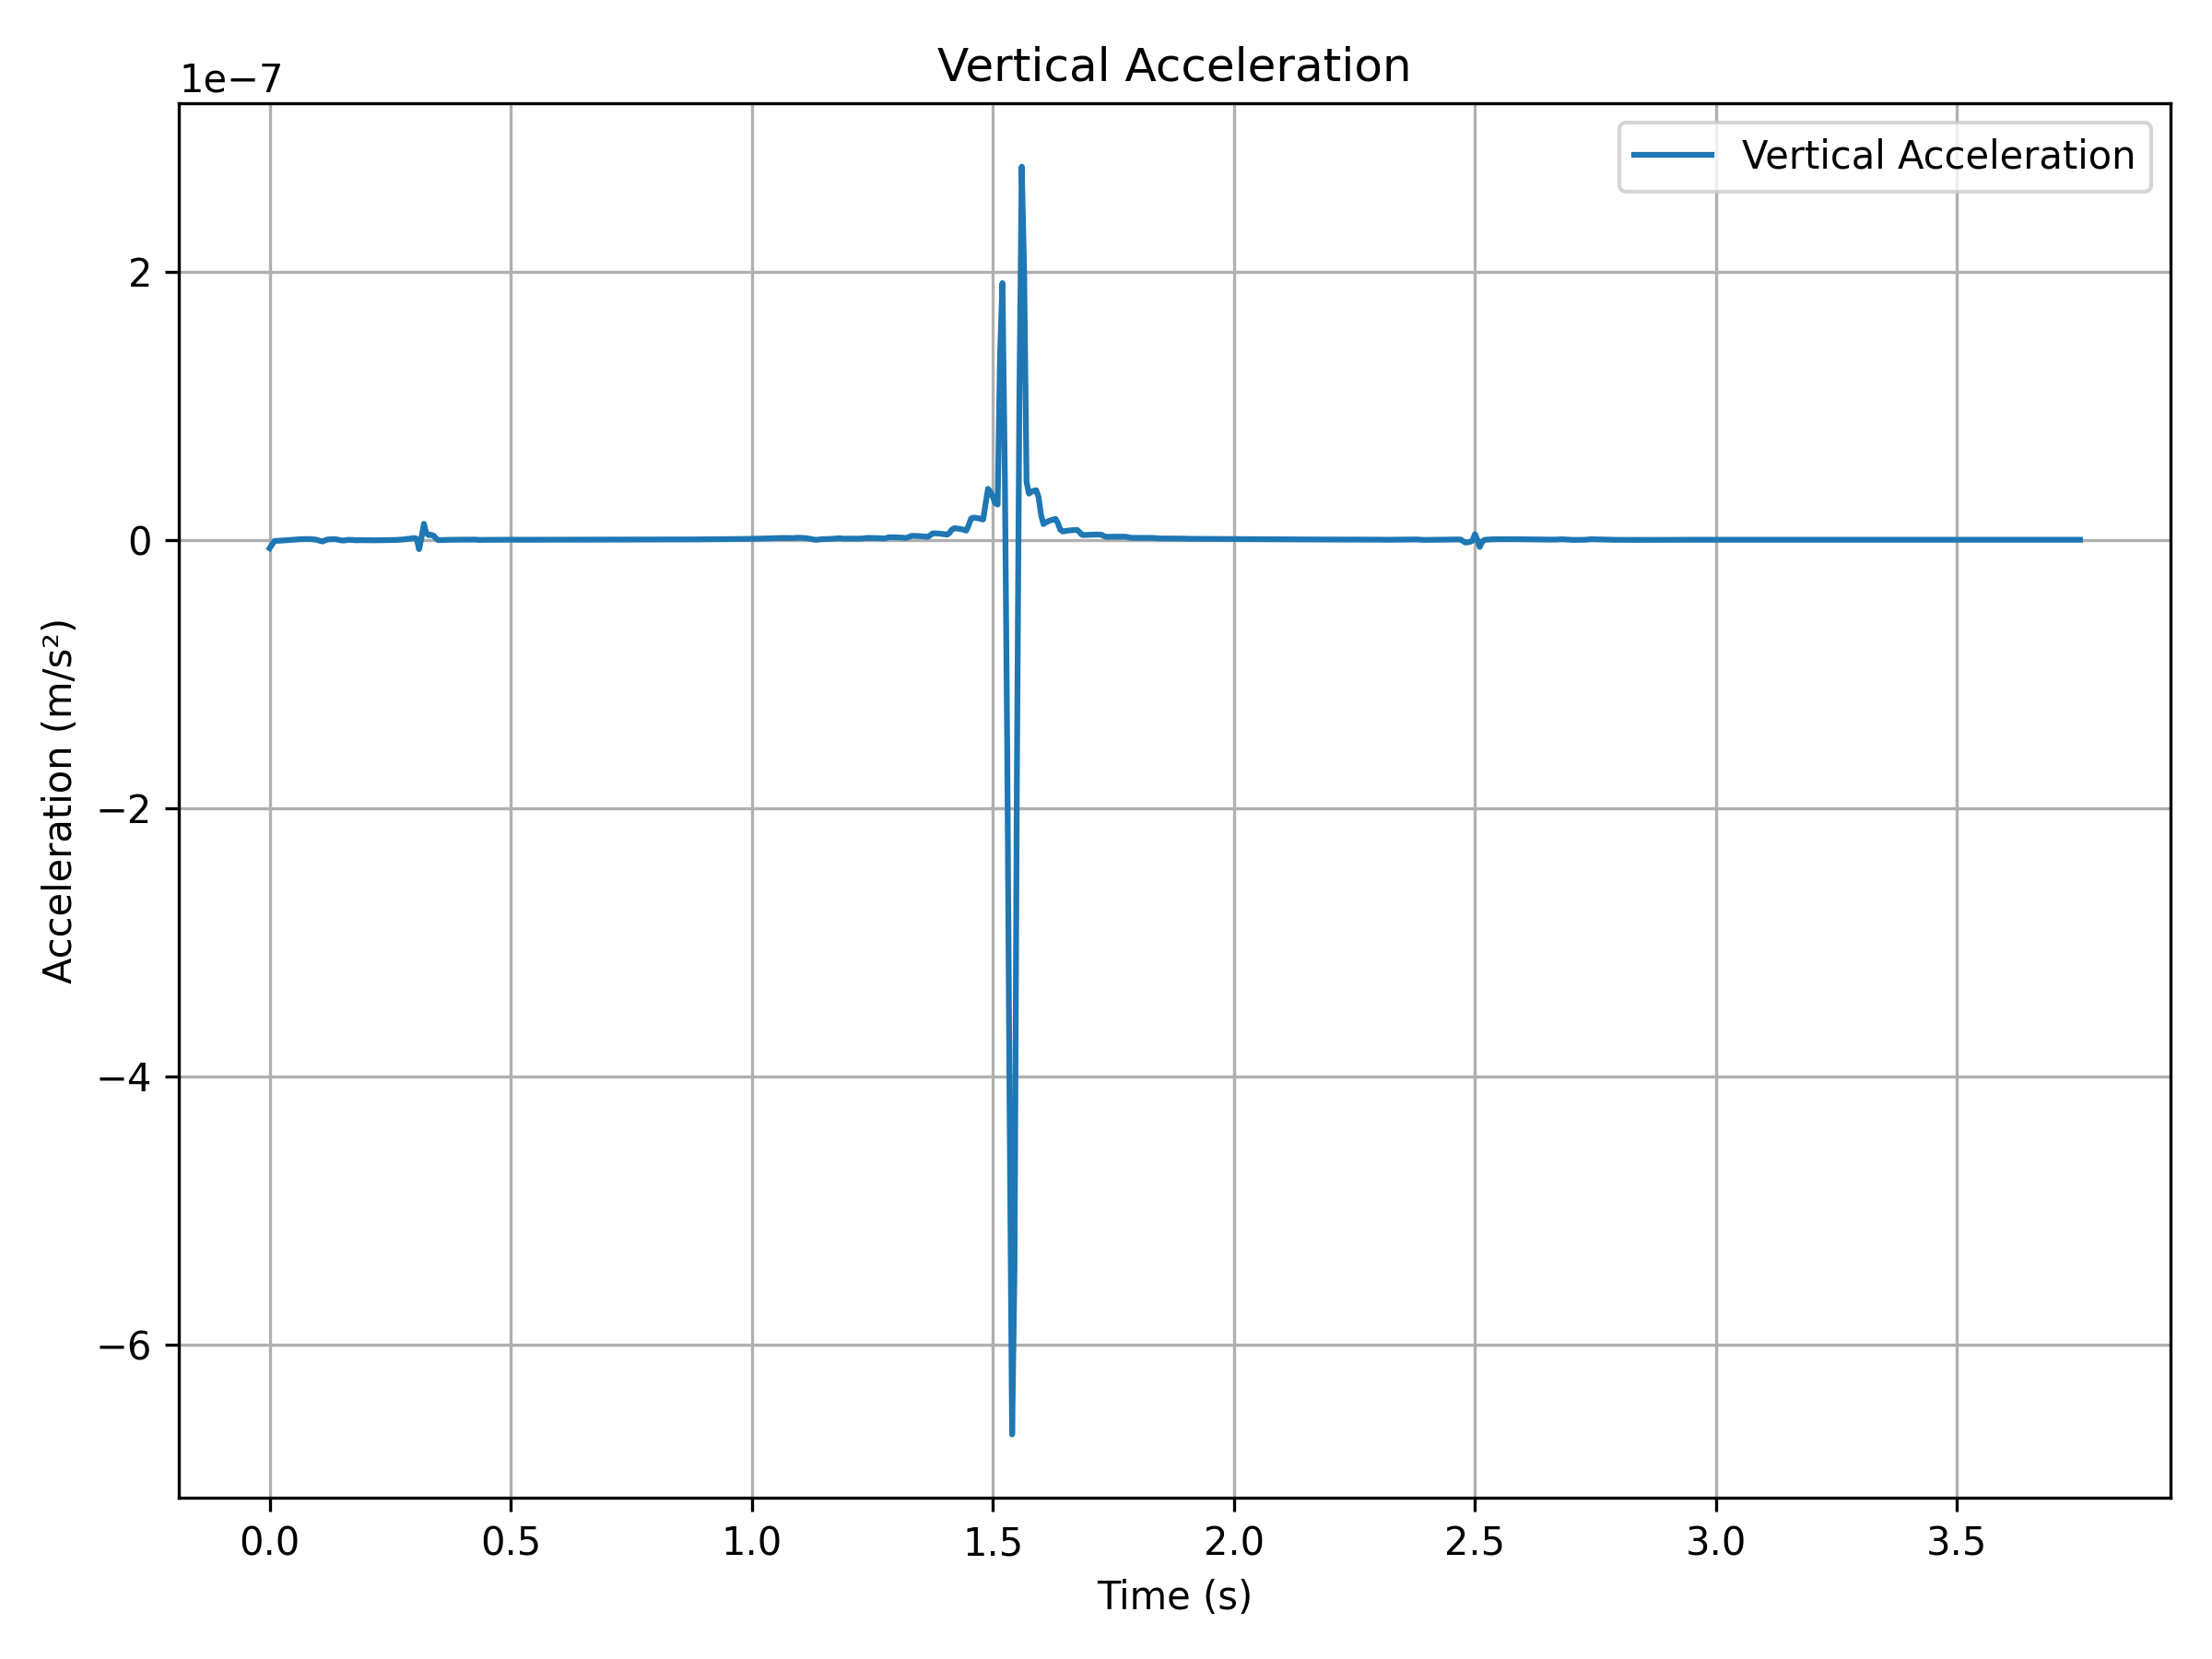 Vertical Acceleration
1e−7
Vertical Acceleration
2
0
−2
−4
−6
Acceleration (m/s²)
0.0 0.5 1.0 1.5 2.0 2.5 3.0 3.5
Time (s)